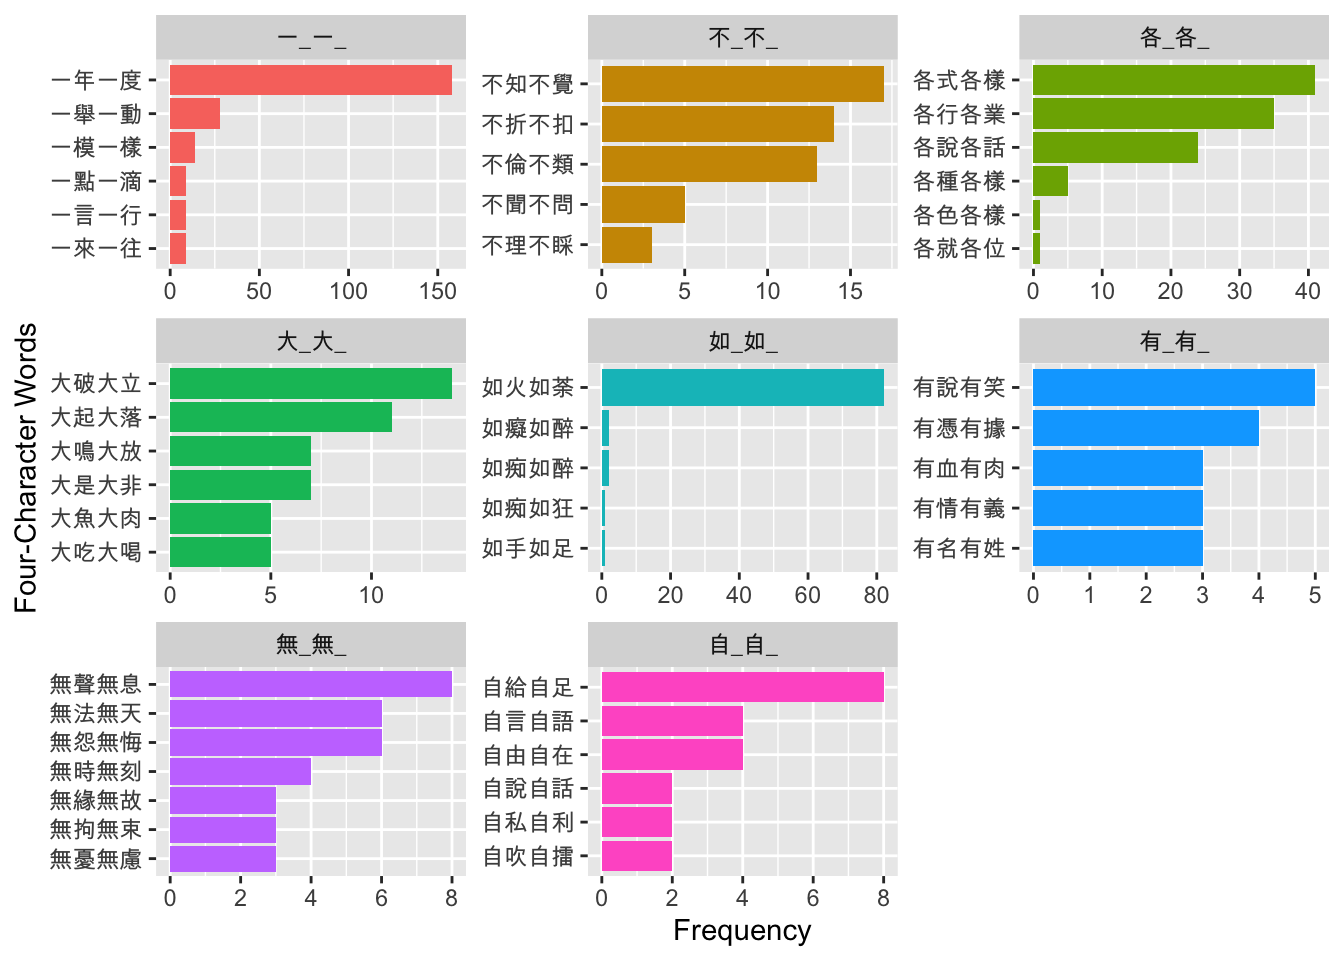 一_一_
一年一度
一舉一動
一模一樣
一點一滴
一言一行
一來一往
0 50 100 150
不_不_
不知不覺
不折不扣
不倫不類
不聞不問
不理不睬
0 5 10 15
各_各_
各式各樣
各行各業
各說各話
各種各樣
各色各樣
各就各位
0 10 20 30 40
大_大_
大破大立
大起大落
大鳴大放
大是大非
大魚大肉
大吃大喝
0 5 10
如_如_
如火如荼
如癡如醉
如痴如醉
如痴如狂
如手如足
0 20 40 60 80
有_有_
有說有笑
有憑有據
有血有肉
有情有義
有名有姓
0 1 2 3 4 5
無_無_
無聲無息
無法無天
無怨無悔
無時無刻
無緣無故
無拘無束
無憂無慮
0 2 4 6 8
自_自_
自給自足
自言自語
自由自在
自說自話
自私自利
自吹自擂
0 2 4 6 8
Four-Character Words
Frequency